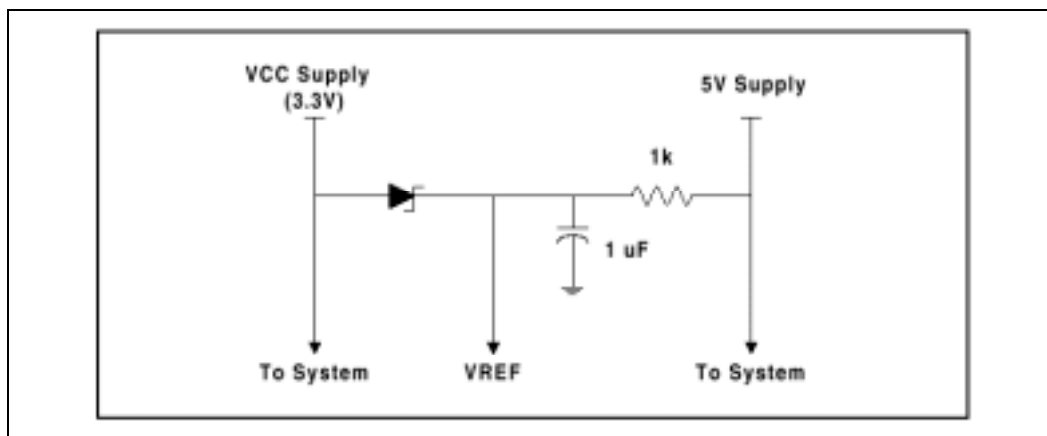 VCC Supply
(3.3V)
5V Supply
1k
1 uF
To System
VREF
To System